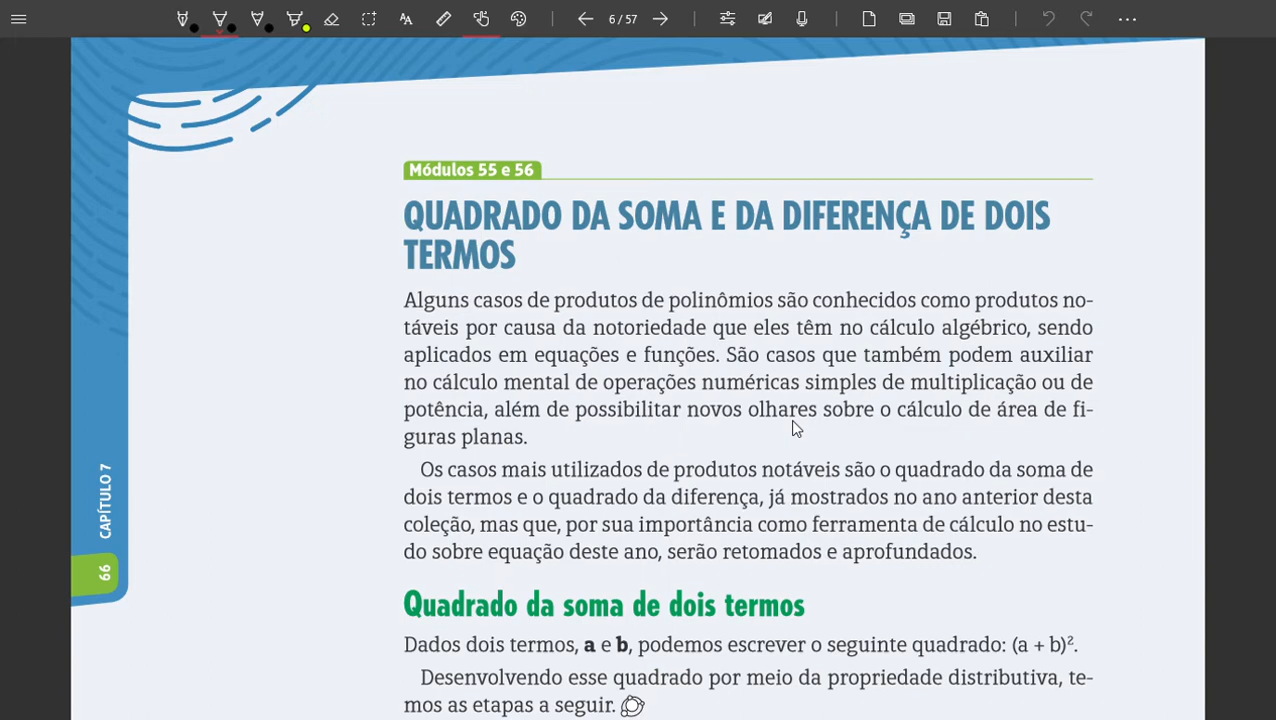 6 / 57
Módulos 55 e 56
QUADRADO DA SOMA E DA DIFERENÇA DE DOIS
TERMOS
Alguns casos de produtos de polinômios são conhecidos como produtos no-
táveis por causa da notoriedade que eles têm no cálculo algébrico, sendo
aplicados em equações e funções. São casos que também podem auxiliar
no cálculo mental de operações numéricas simples de multiplicação ou de
potência, além de possibilitar novos olhares sobre o cálculo de área de fi-
guras planas.
Os casos mais utilizados de produtos notáveis são o quadrado da soma de
dois termos e o quadrado da diferença, já mostrados no ano anterior desta
coleção, mas que, por sua importância como ferramenta de cálculo no estu-
do sobre equação deste ano, serão retomados e aprofundados.
Quadrado da soma de dois termos
Dados dois termos, a e b, podemos escrever o seguinte quadrado: (a + b)².
Desenvolvendo esse quadrado por meio da propriedade distributiva, te-
mos as etapas a seguir.
CAPÍTULO 7
66